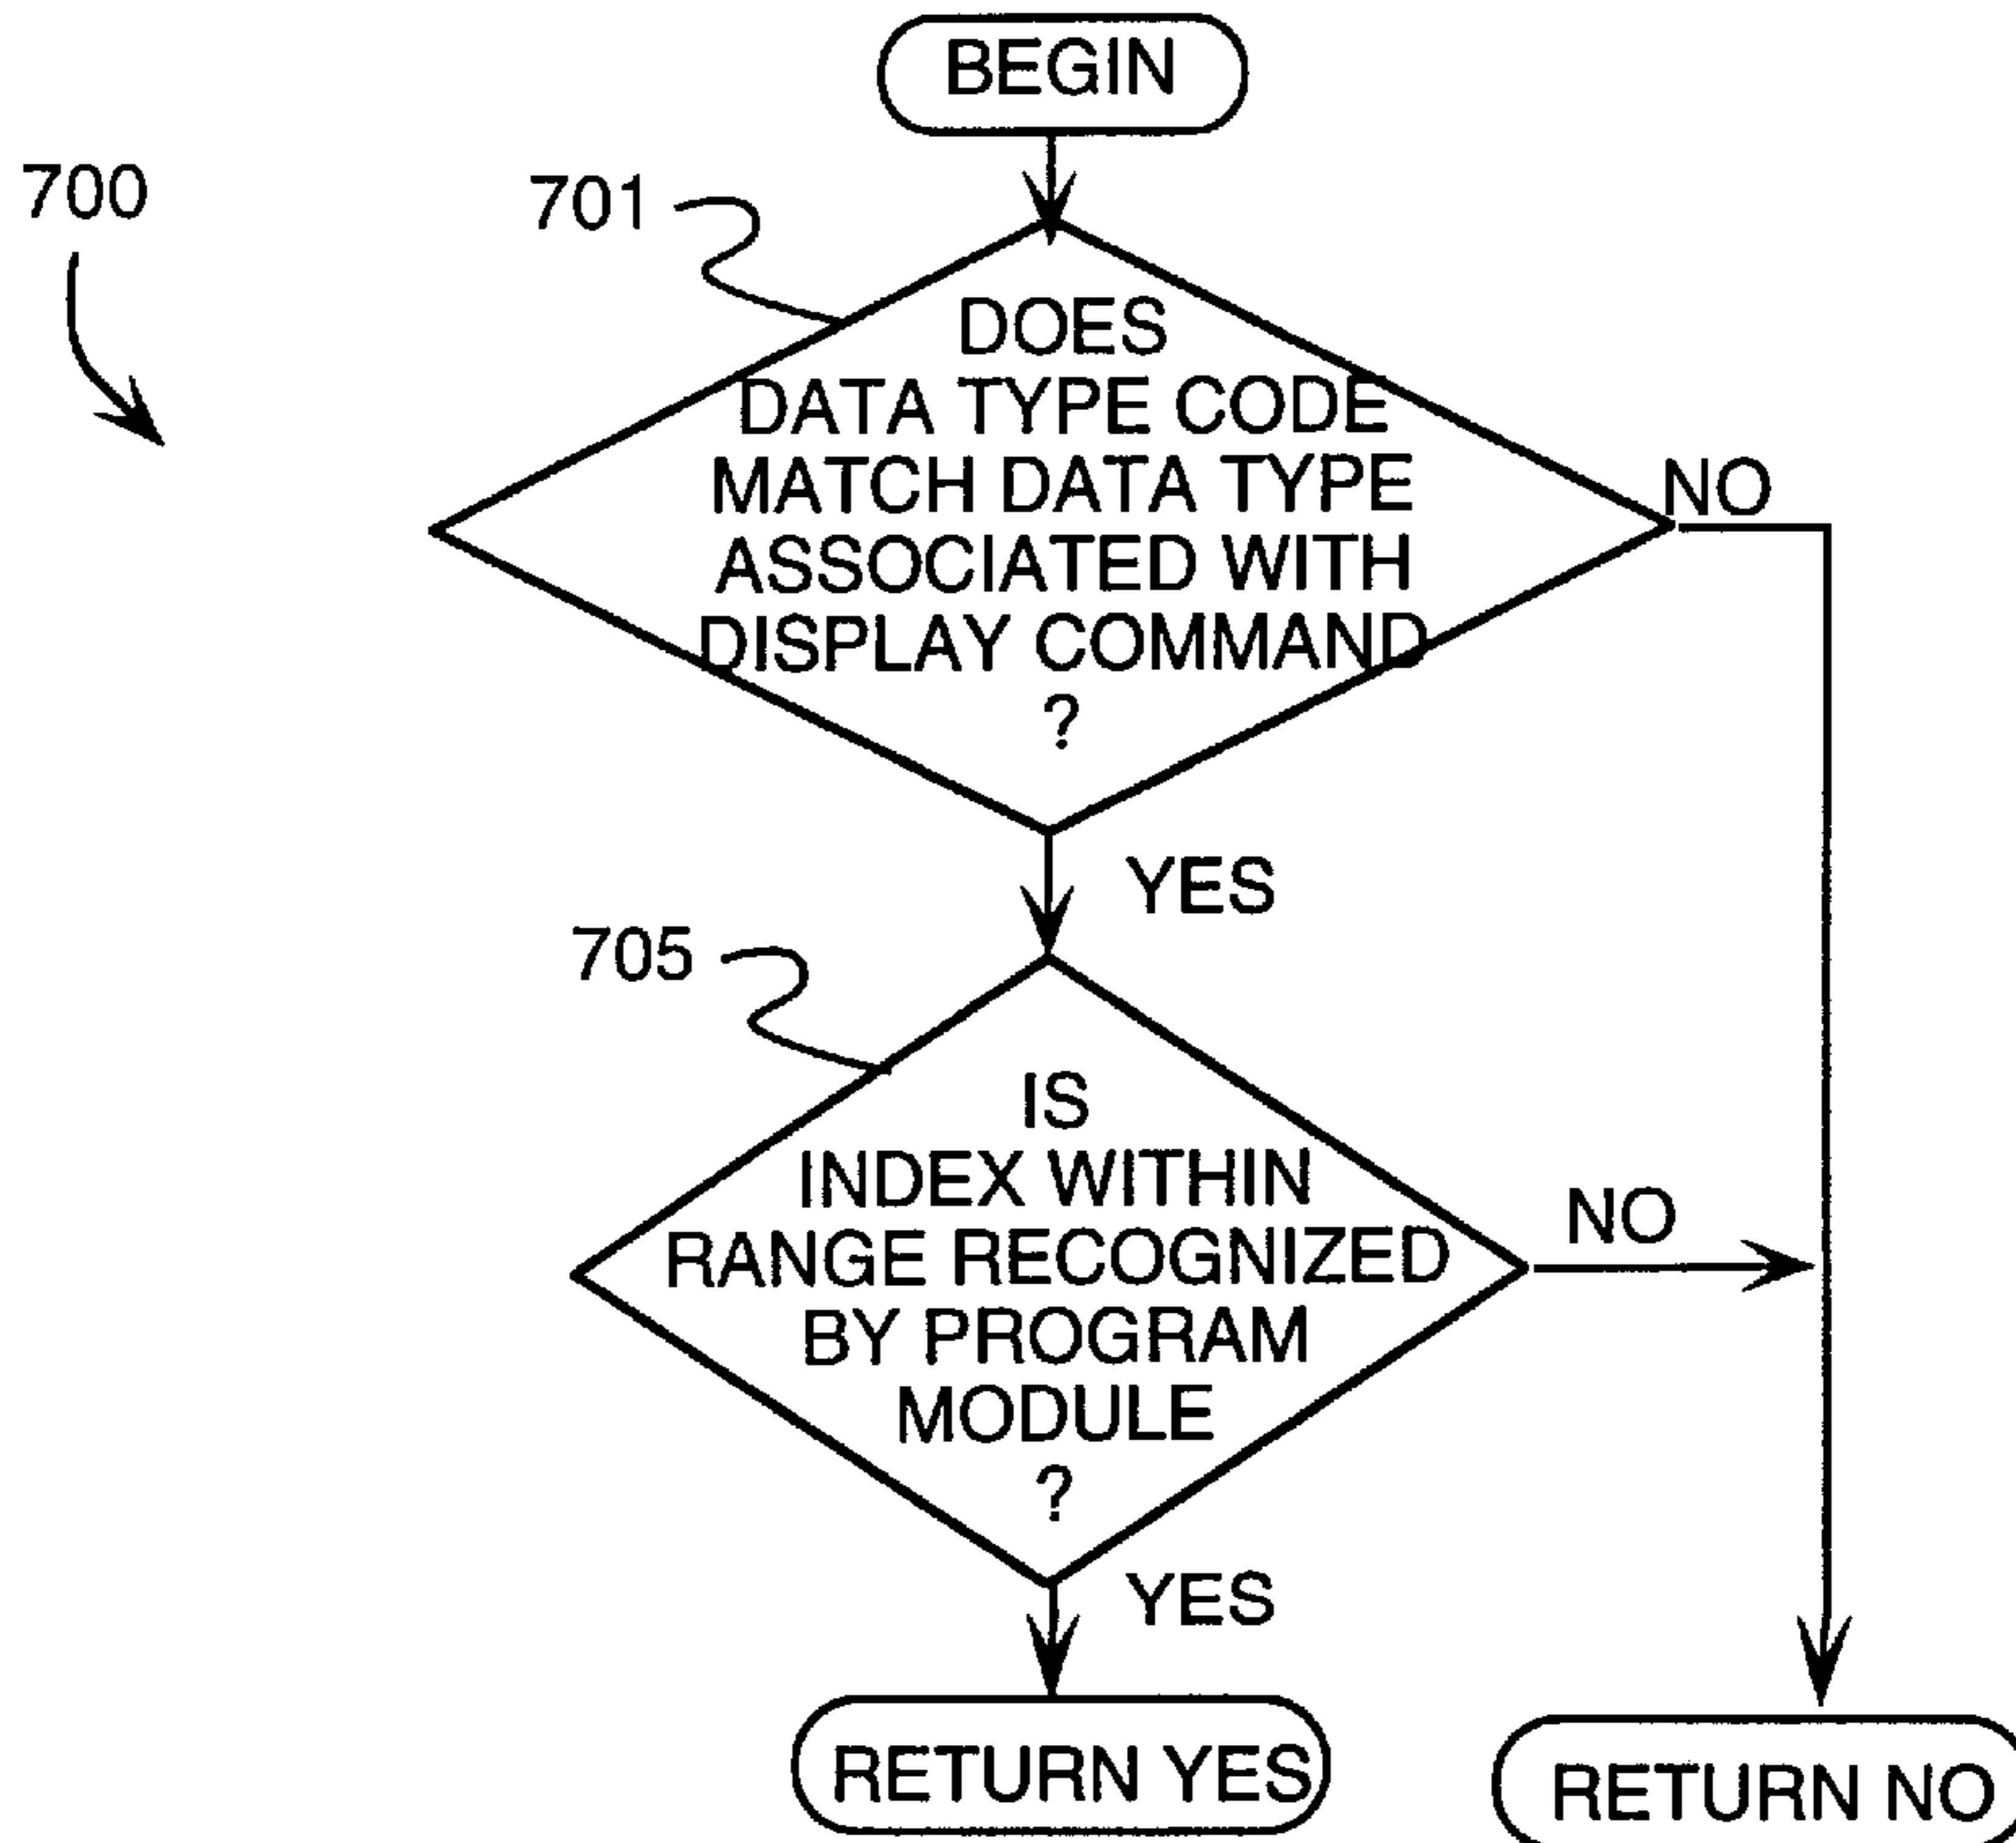 BEGIN
700
701
DOES
DATA TYPE CODE
MATCH DATA TYPE
ASSOCIATED WITH
DISPLAY COMMAND
?
NO
YES
705
IS
INDEX WITHIN
RANGE RECOGNIZED
BY PROGRAM
MODULE
?
NO
YES
RETURN YES
RETURN NO